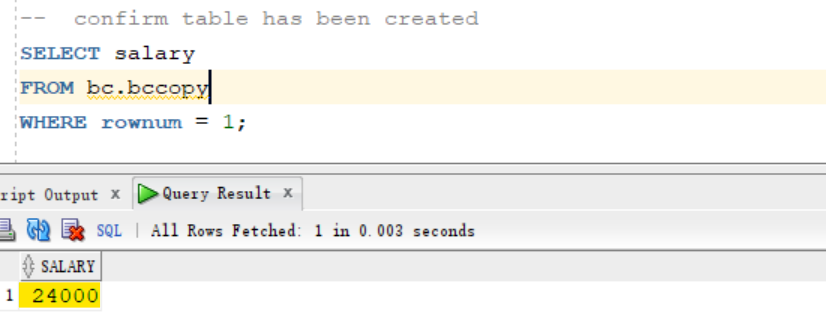 -- confirm table has been created
SELECT salary
FROM bc.bccopy
WHERE rownum = 1;
ript Output x Query Result x
SQL | All Rows Fetched: 1 in 0.003 seconds
SALARY
1 24000